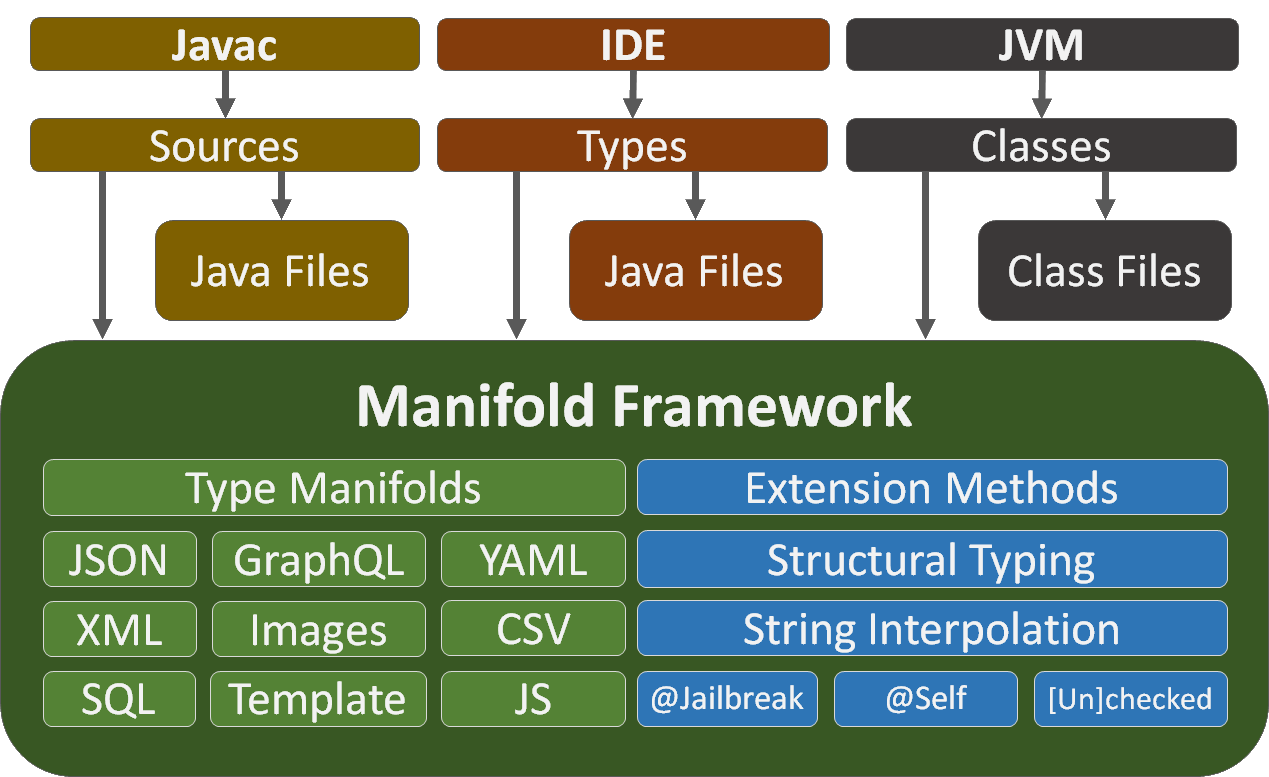 Javac
IDE
JVM
Sources
Types
Classes
Java Files
Java Files
Class Files
Manifold Framework
Type Manifolds
Extension Methods
JSON
GraphQL
YAML
Structural Typing
XML
Images
CSV
String Interpolation
SQL
Template
JS
@Jailbreak
@Self
[Un]checked